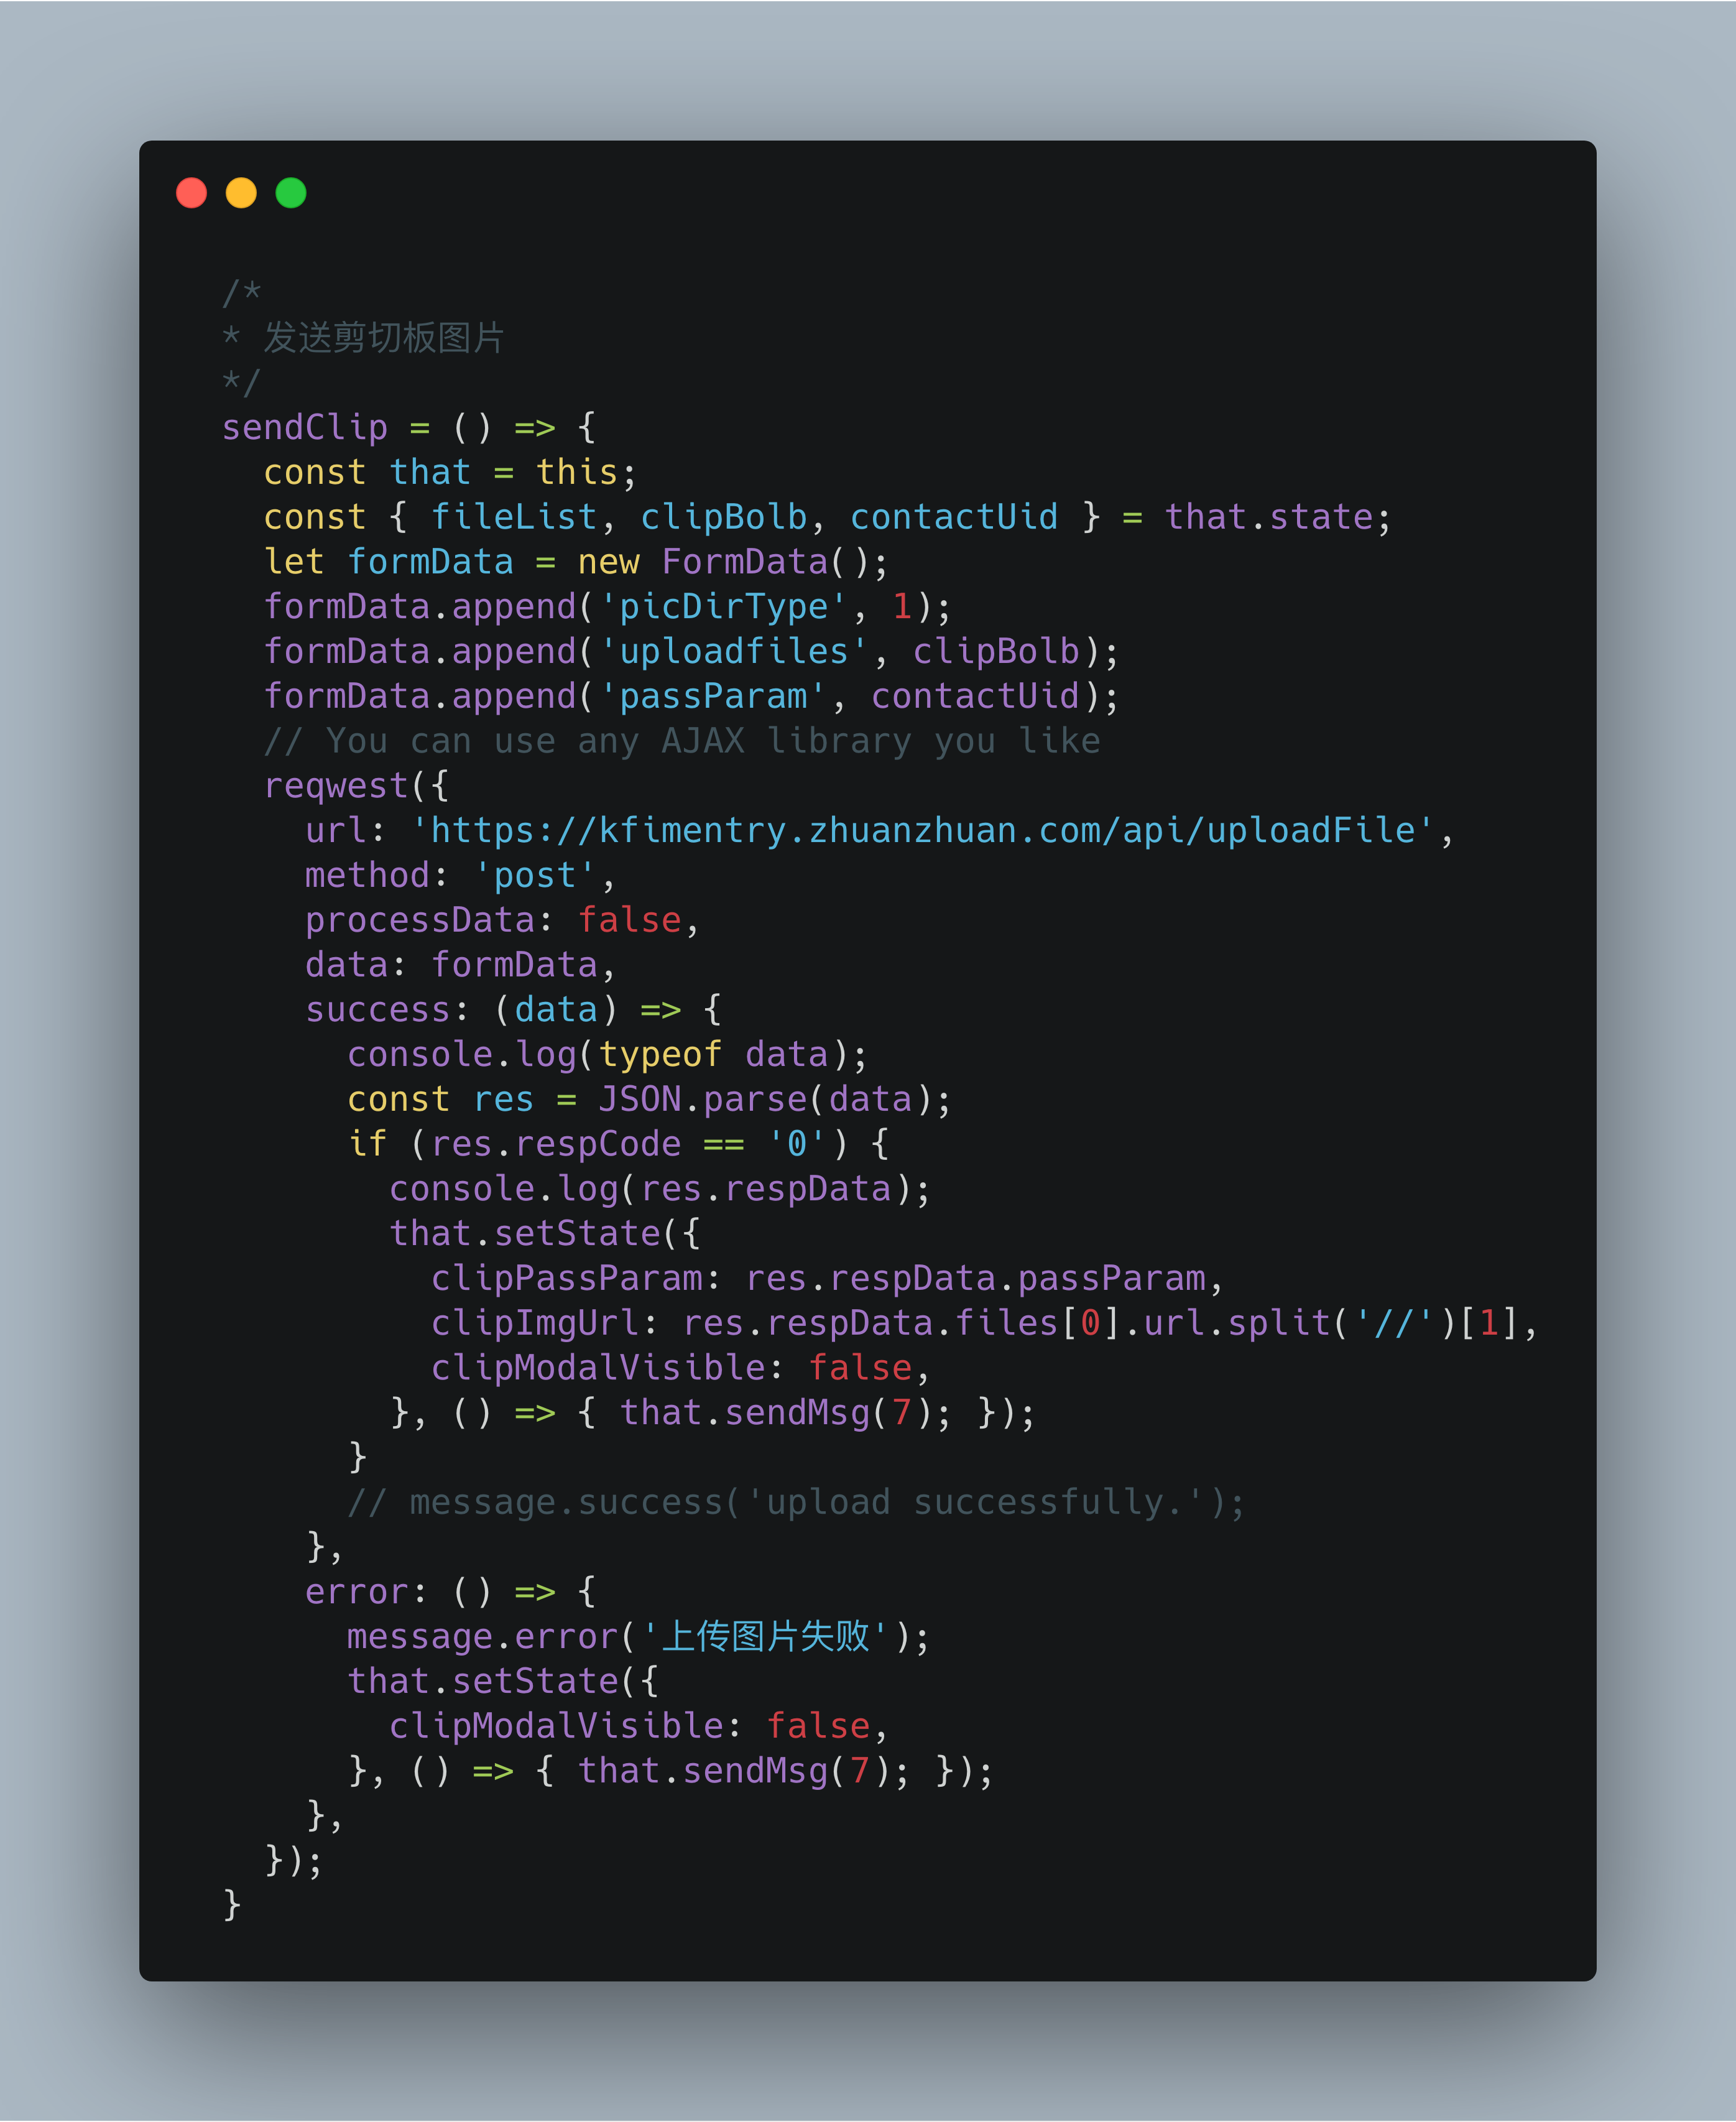 /*
* 发送剪切板图片
*/
sendClip = () => {
  const that = this;
  const { fileList, clipBolb, contactUid } = that.state;
  let formData = new FormData();
  formData.append('picDirType', 1);
  formData.append('uploadfiles', clipBolb);
  formData.append('passParam', contactUid);
  // You can use any AJAX library you like
  reqwest({
    url: 'https://kfimentry.zhuanzhuan.com/api/uploadFile',
    method: 'post',
    processData: false,
    data: formData,
    success: (data) => {
      console.log(typeof data);
      const res = JSON.parse(data);
      if (res.respCode == '0') {
        console.log(res.respData);
        that.setState({
          clipPassParam: res.respData.passParam,
          clipImgUrl: res.respData.files[0].url.split('//')[1],
          clipModalVisible: false,
        }, () => { that.sendMsg(7); });
      }
      // message.success('upload successfully.');
    },
    error: () => {
      message.error('上传图片失败');
      that.setState({
        clipModalVisible: false,
      }, () => { that.sendMsg(7); });
    },
  });
}